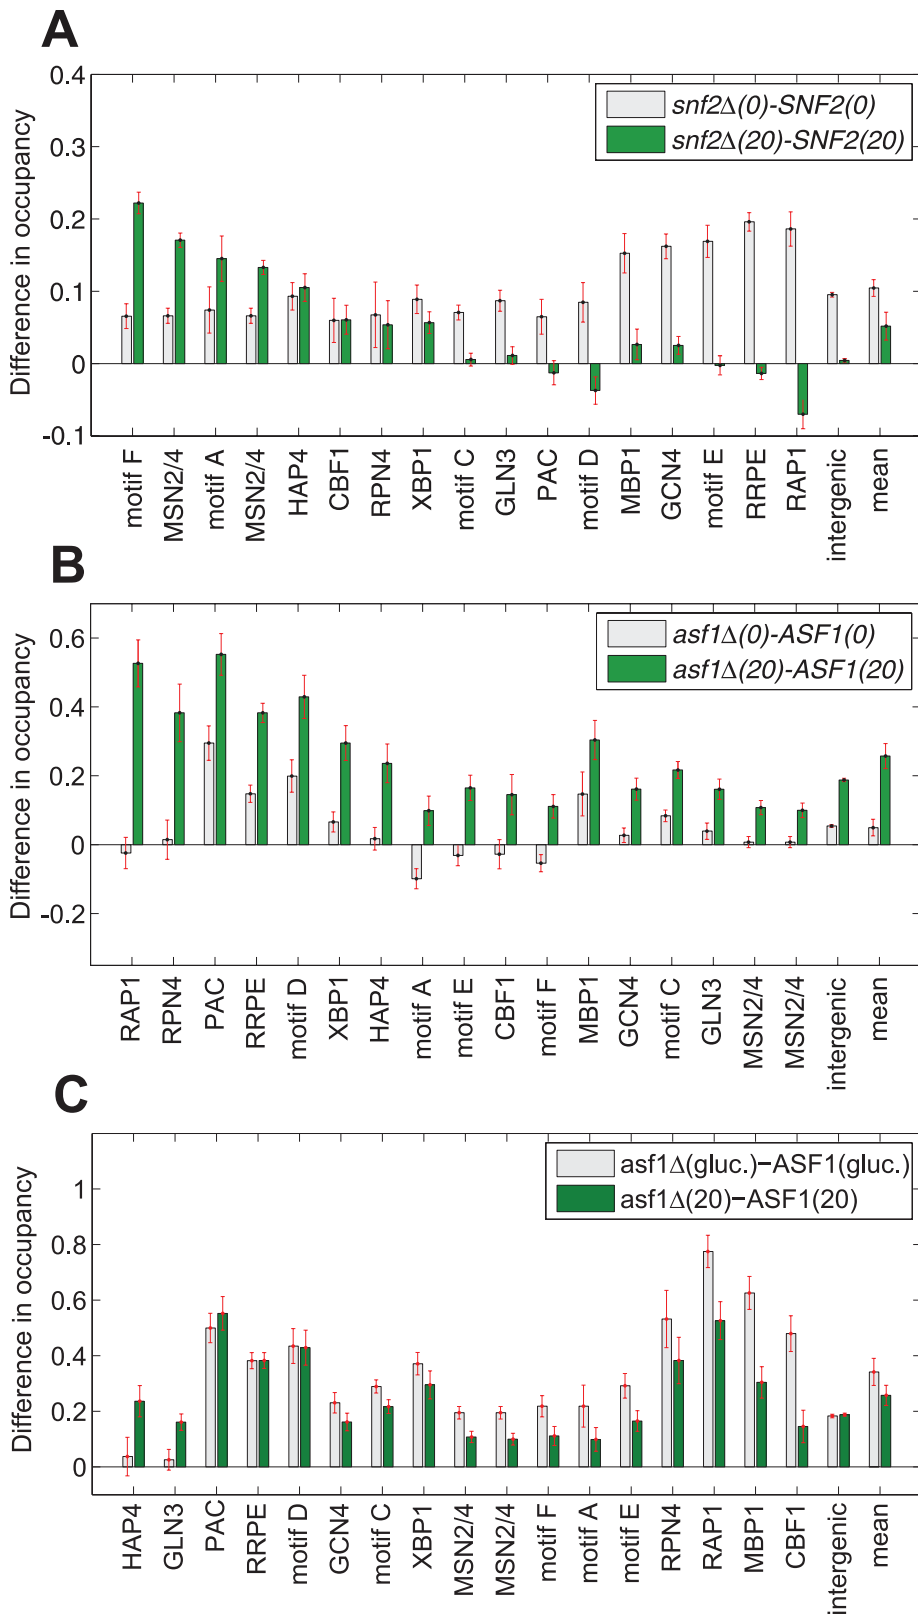 A
0.4
0.3
0.2
0.1
0
-0.1
Difference in occupancy
snf2Δ(0)-SNF2(0)
snf2Δ(20)-SNF2(20)
motif F
MSN2/4
motif A
MSN2/4
HAP4
CBF1
RPN4
XBP1
motif C
GLN3
PAC
motif D
MBP1
GCN4
motif E
RRPE
RAP1
intergenic
mean
B
0.6
0.4
0.2
0
-0.2
Difference in occupancy
asf1Δ(0)-ASF1(0)
asf1Δ(20)-ASF1(20)
RAP1
RPN4
PAC
RRPE
motif D
XBP1
HAP4
motif A
motif E
CBF1
motif F
MBP1
GCN4
motif C
GLN3
MSN2/4
MSN2/4
intergenic
mean
C
1
0.8
0.6
0.4
0.2
0
Difference in occupancy
asf1Δ(gluc.)−ASF1(gluc.)
asf1Δ(20)−ASF1(20)
HAP4
GLN3
PAC
RRPE
motif D
GCN4
motif C
XBP1
MSN2/4
MSN2/4
motif F
motif A
motif E
RPN4
RAP1
MBP1
CBF1
intergenic
mean